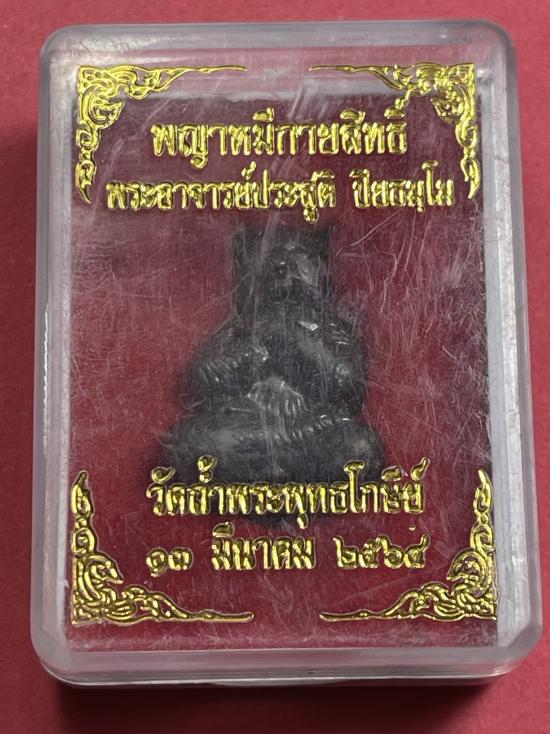 พญาหมีกายสิทธิ์
พระอาจารย์ประสูติ ปิยธมฺโม
วัดถ้ำพระพุทธโกษีย์
๑๓ มีนาคม ๒๕๖๔